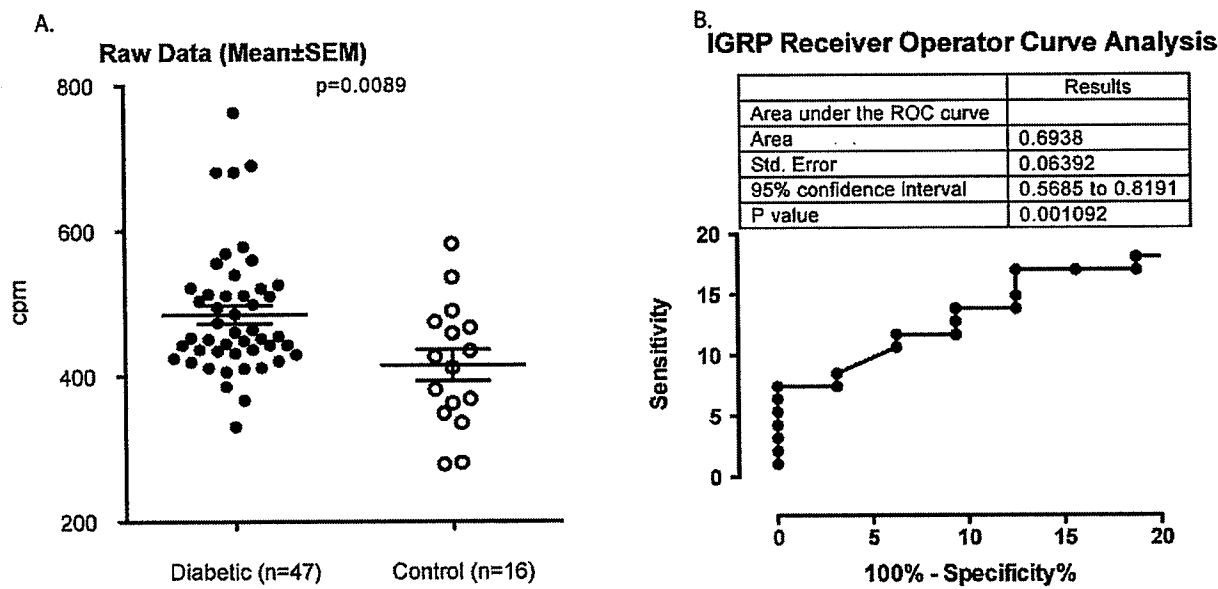 A.
Raw Data (Mean±SEM)
p=0.0089
800
600
400
200
cpm
Diabetic (n=47)
Control (n=16)
B.
IGRP Receiver Operator Curve Analysis
Results
Area under the ROC curve
Area 0.6938
Std. Error 0.06392
95% confidence interval 0.5685 to 0.8191
P value 0.001092
20
15
10
5
0
Sensitivity
0 5 10 15 20
100% - Specificity%